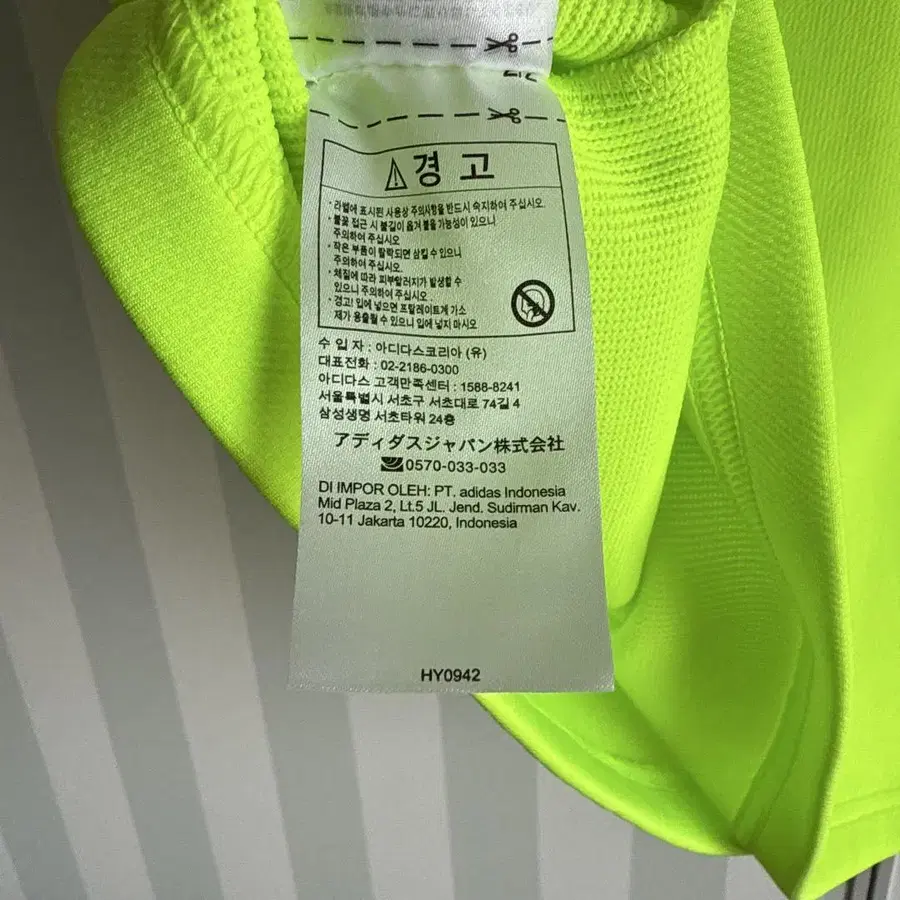 경 고
· 라벨에 표시된 사용상 주의사항을 반드시 숙지하여 주십시오.
· 불꽃 접근 시 불길이 옮겨 붙을 가능성이 있으니
주의하여 주십시오
· 작은 부품이 탈락되면 삼킬 수 있으니
주의하여 주십시오.
· 체질에 따라 피부알러지가 발생할 수
있으니 주의하여 주십시오 .
· 경고! 입에 넣으면 프탈레이트계 가소
제가 용출될 수 있으니 입에 넣지 마시오
수 입 자 : 아디다스코리아 (유)
대표전화 : 02-2186-0300
아디다스 고객만족센터 : 1588-8241
서울특별시 서초구 서초대로 74길 4
삼성생명 서초타워 24층
アディダスジャパン株式会社
0570-033-033
DI IMPOR OLEH: PT. adidas Indonesia
Mid Plaza 2, Lt.5 JL. Jend. Sudirman Kav.
10-11 Jakarta 10220, Indonesia
HY0942